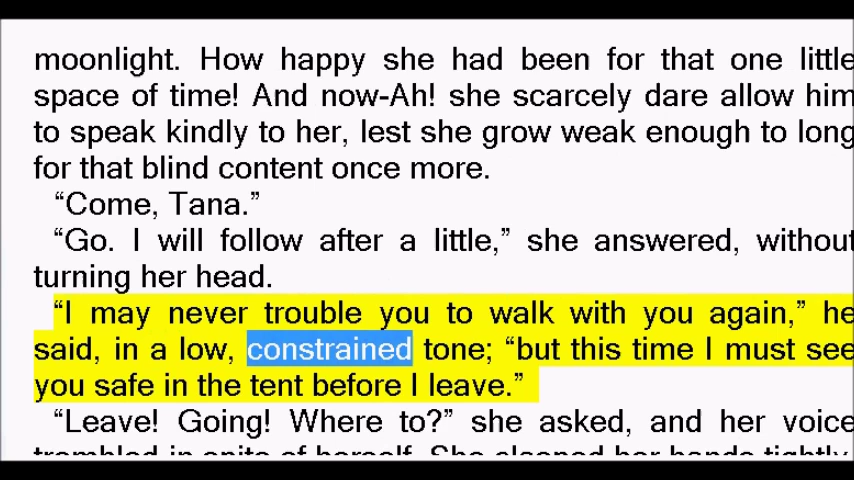 moonlight. How happy she had been for that one little
space of time! And now-Ah! she scarcely dare allow him
to speak kindly to her, lest she grow weak enough to long
for that blind content once more.
“Come, Tana.”
“Go. I will follow after a little,” she answered, without
turning her head.
“I may never trouble you to walk with you again,” he
said, in a low, constrained tone; “but this time I must see
you safe in the tent before I leave.”
“Leave! Going! Where to?” she asked, and her voice
trembled in spite of herself. She clasped her hands tightly,